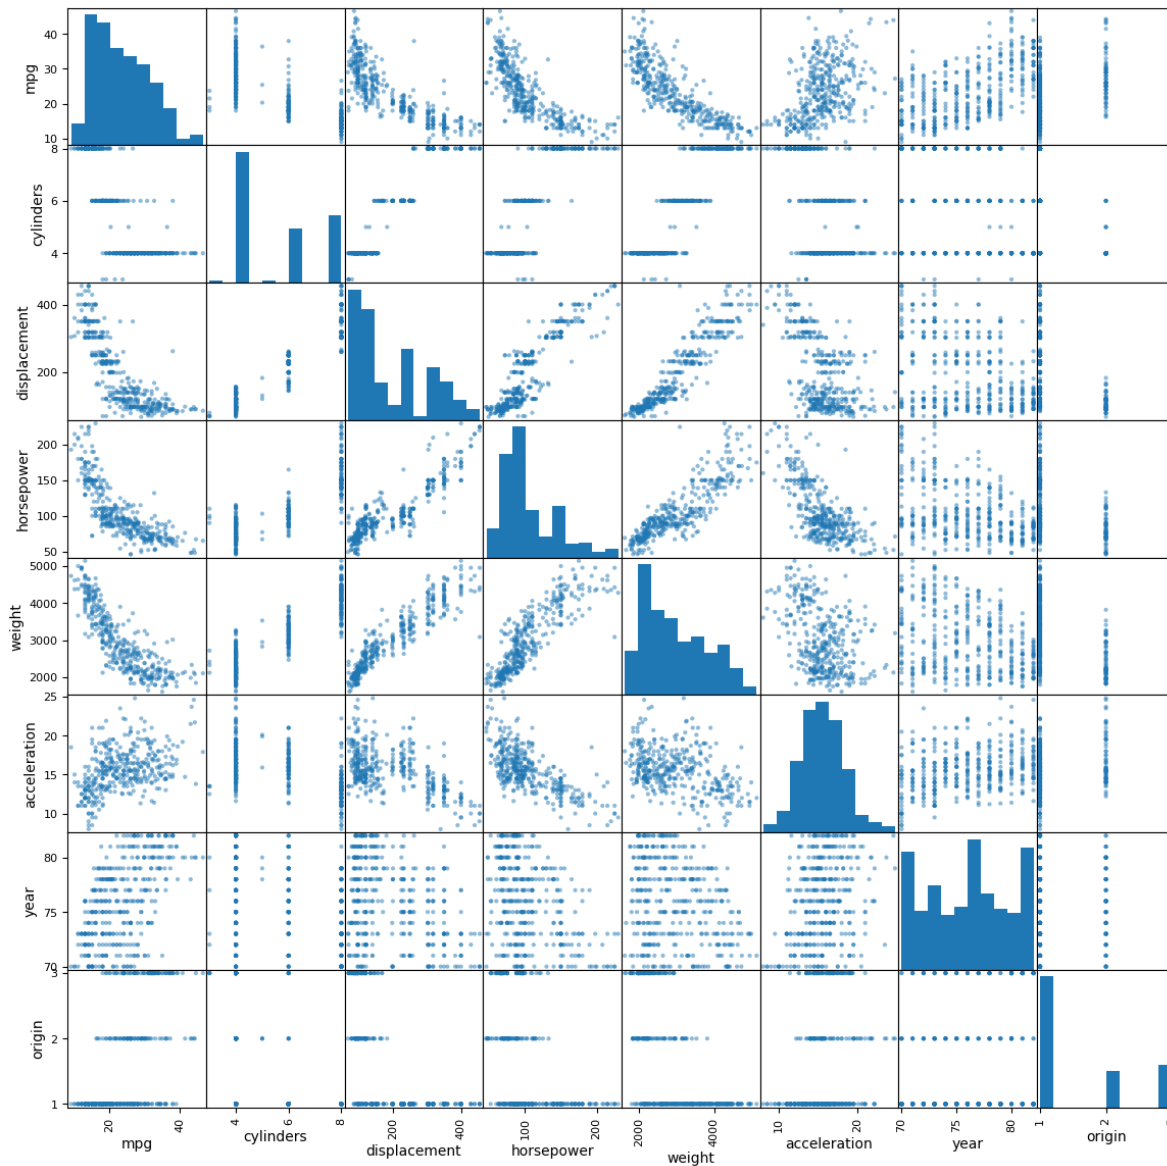 mpg
40
30
20
10
cylinders
8
6
4
displacement
400
200
horsepower
200
150
100
50
weight
5000
4000
3000
2000
acceleration
25
20
15
10
year
80
75
70
origin
3
2
1
20 40 4 6 8 200 400 100 200 2000 4000 10 20 70 75 80 1 2
mpg cylinders displacement horsepower weight acceleration year origin